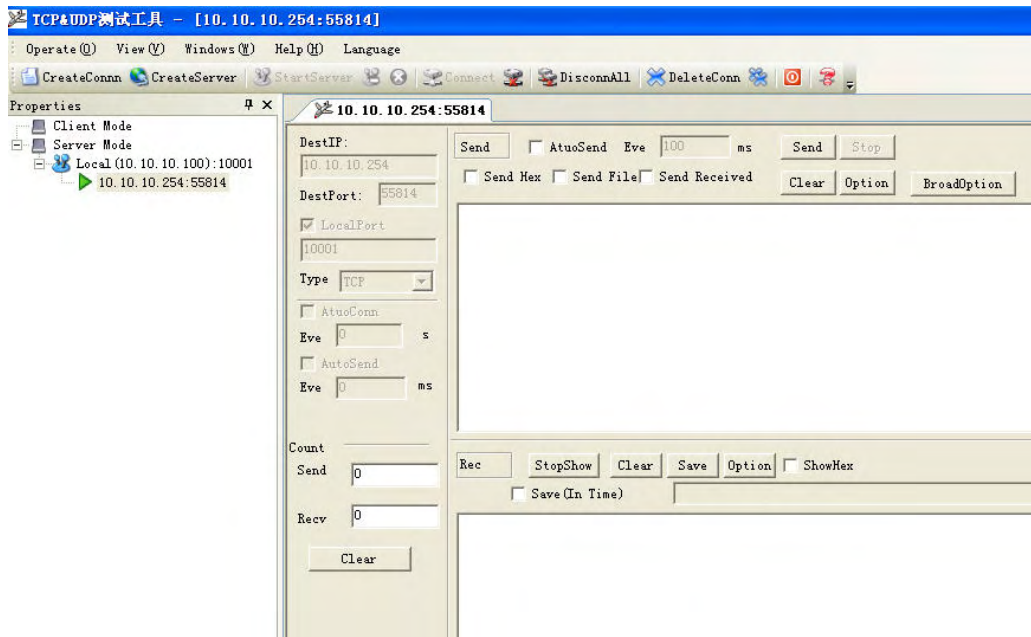 TCP&UDP测试工具 - [10.10.10.254:55814]
Operate(O) View(V) Windows(W) Help(H) Language
CreateConnn CreateServer StartServer Connect DisconnAll DeleteConn
Properties
10.10.10.254:55814
Client Mode
Server Mode
Local(10.10.10.100):10001
10.10.10.254:55814
DestIP:
10.10.10.254
DestPort: 55814
LocalPort
10001
Type TCP
AtuoConn
Eve 0 s
AutoSend
Eve 0 ms
Count
Send 0
Recv 0
Clear
Send AtuoSend Eve 100 ms Send Stop
Send Hex Send File Send Received Clear Option BroadOption
Rec StopShow Clear Save Option ShowHex
Save(In Time)